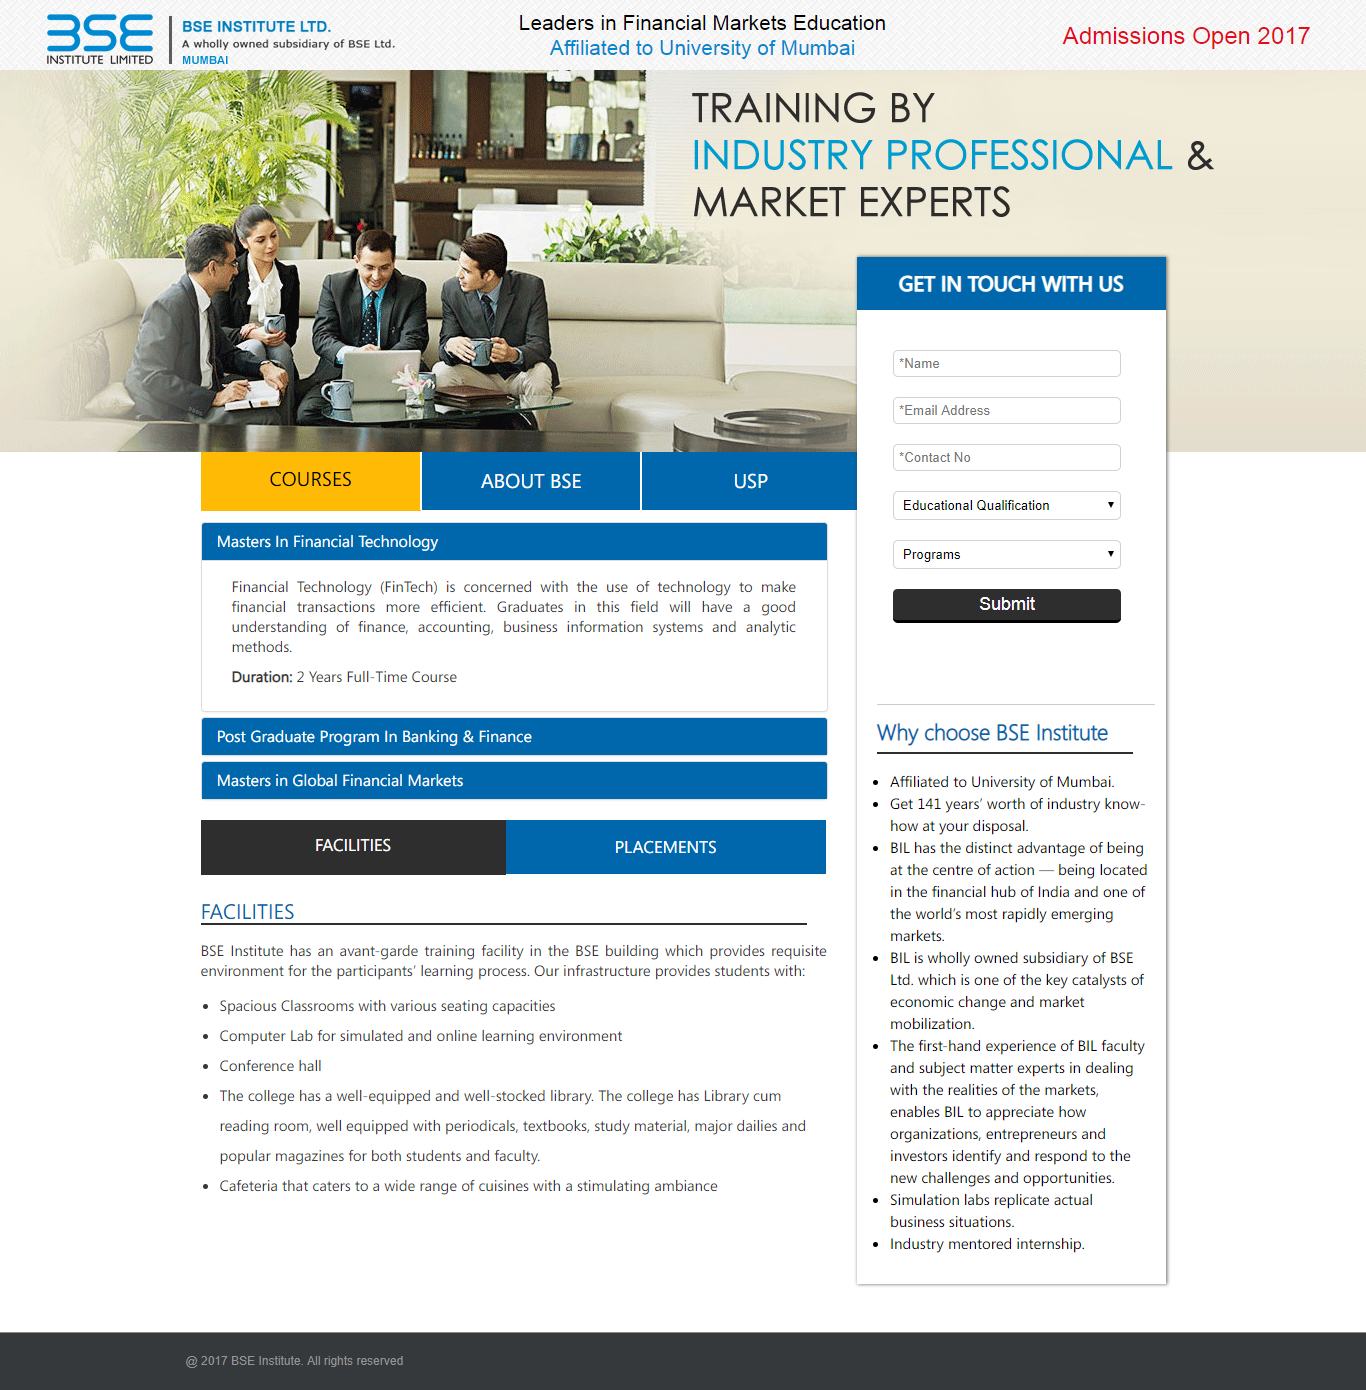 BSE
INSTITUTE LIMITED
BSE INSTITUTE LTD.
A wholly owned subsidiary of BSE Ltd.
MUMBAI
Leaders in Financial Markets Education
Affiliated to University of Mumbai
Admissions Open 2017
TRAINING BY
INDUSTRY PROFESSIONAL &
MARKET EXPERTS
GET IN TOUCH WITH US
*Name
*Email Address
*Contact No
Educational Qualification
Programs
Submit
COURSES
ABOUT BSE
USP
Masters In Financial Technology
Financial Technology (FinTech) is concerned with the use of technology to make
financial transactions more efficient. Graduates in this field will have a good
understanding of finance, accounting, business information systems and analytic
methods.
Duration: 2 Years Full-Time Course
Post Graduate Program In Banking & Finance
Masters in Global Financial Markets
FACILITIES
PLACEMENTS
FACILITIES
BSE Institute has an avant-garde training facility in the BSE building which provides requisite
environment for the participants’ learning process. Our infrastructure provides students with:
• Spacious Classrooms with various seating capacities
• Computer Lab for simulated and online learning environment
• Conference hall
• The college has a well-equipped and well-stocked library. The college has Library cum
reading room, well equipped with periodicals, textbooks, study material, major dailies and
popular magazines for both students and faculty.
• Cafeteria that caters to a wide range of cuisines with a stimulating ambiance
Why choose BSE Institute
• Affiliated to University of Mumbai.
• Get 141 years’ worth of industry know-
how at your disposal.
• BIL has the distinct advantage of being
at the centre of action — being located
in the financial hub of India and one of
the world’s most rapidly emerging
markets.
• BIL is wholly owned subsidiary of BSE
Ltd. which is one of the key catalysts of
economic change and market
mobilization.
• The first-hand experience of BIL faculty
and subject matter experts in dealing
with the realities of the markets,
enables BIL to appreciate how
organizations, entrepreneurs and
investors identify and respond to the
new challenges and opportunities.
• Simulation labs replicate actual
business situations.
• Industry mentored internship.
@ 2017 BSE Institute. All rights reserved